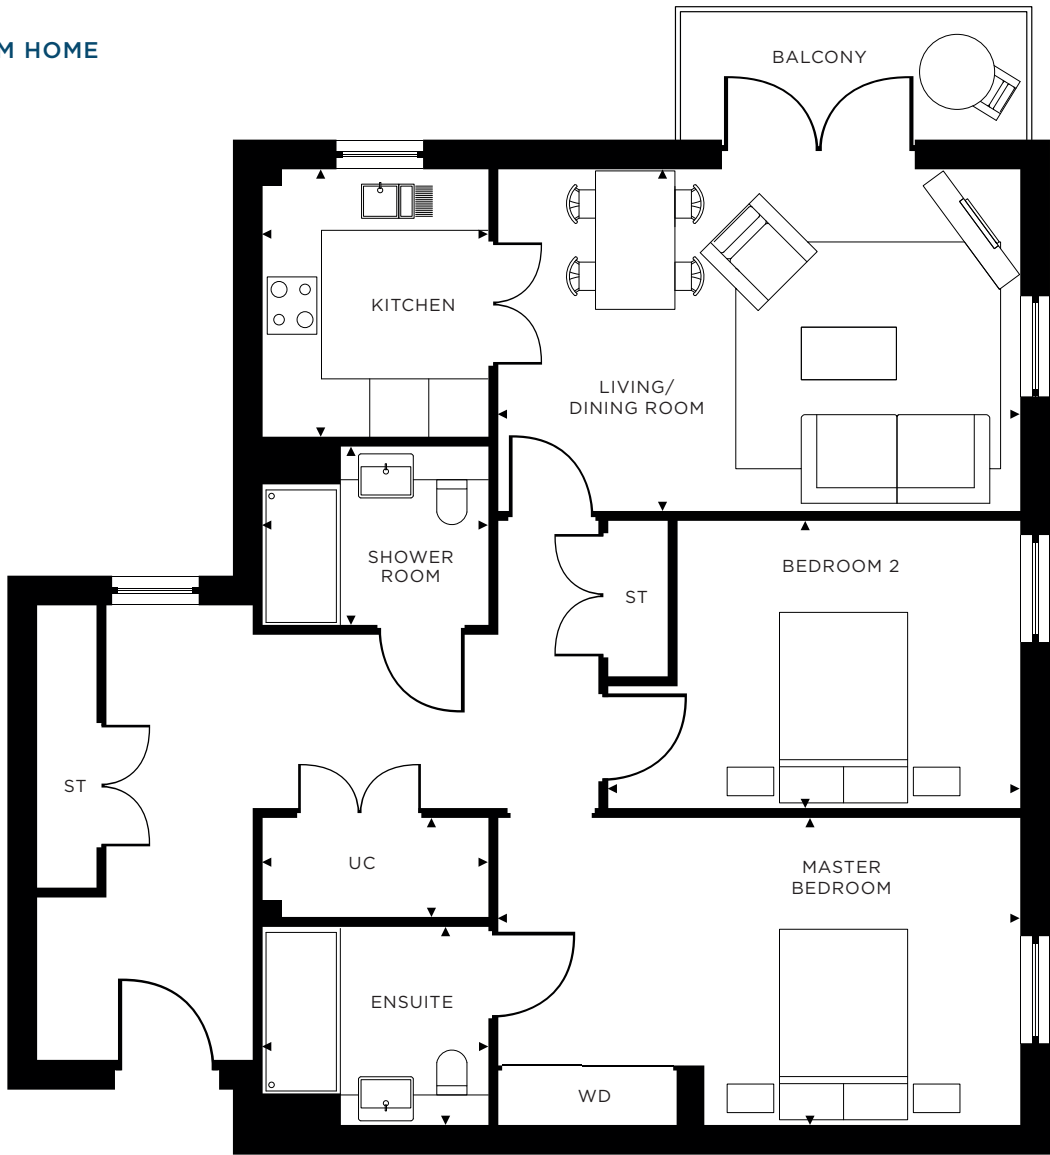 M HOME
BALCONY
KITCHEN
LIVING/
DINING ROOM
SHOWER
ROOM
BEDROOM 2
ST
ST
UC
MASTER
BEDROOM
ENSUITE
WD